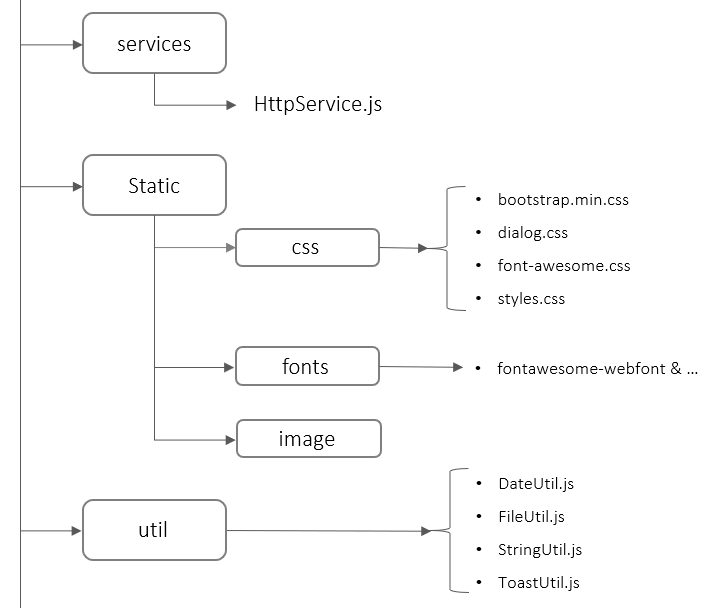 services
HttpService.js
Static
css
• bootstrap.min.css
• dialog.css
• font-awesome.css
• styles.css
fonts
• fontawesome-webfont & ...
image
util
• DateUtil.js
• FileUtil.js
• StringUtil.js
• ToastUtil.js